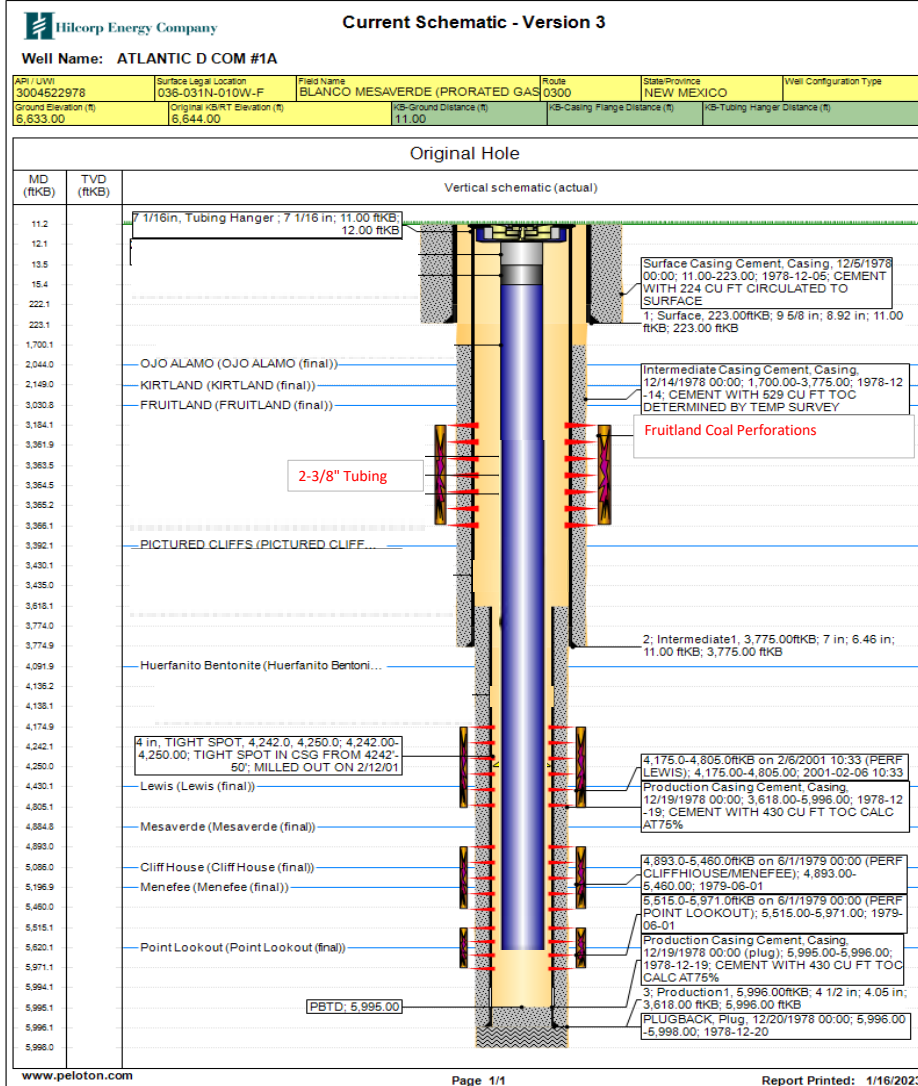 Hilcorp Energy Company
Current Schematic - Version 3
Well Name: ATLANTIC D COM #1A
API / UWI
3004522978
Surface Legal Location
036-031N-010W-F
Field Name
BLANCO MESAVERDE (PRORATED GAS
Route
0300
State/Province
NEW MEXICO
Well Configuration Type
Ground Elevation (ft)
6,633.00
Original KB/RT Elevation (ft)
6,644.00
KB-Ground Distance (ft)
11.00
KB-Casing Flange Distance (ft)
KB-Tubing Hanger Distance (ft)
Original Hole
MD
(ftKB)
TVD
(ftKB)
Vertical schematic (actual)
11.2
12.1
13.5
15.4
222.1
223.1
1,700.1
2,044.0
2,149.0
3,030.8
3,184.1
3,361.9
3,363.5
3,364.5
3,365.2
3,366.1
3,392.1
3,430.1
3,435.0
3,618.1
3,774.0
3,774.9
4,091.9
4,136.2
4,138.1
4,174.9
4,242.1
4,250.0
4,430.1
4,805.1
4,884.8
4,893.0
5,086.0
5,196.9
5,460.0
5,515.1
5,620.1
5,971.1
5,994.1
5,995.1
5,996.1
5,998.0
7 1/16in, Tubing Hanger ; 7 1/16 in; 11.00 ftKB;
12.00 ftKB
OJO ALAMO (OJO ALAMO (final))
KIRTLAND (KIRTLAND (final))
FRUITLAND (FRUITLAND (final))
2-3/8" Tubing
PICTURED CLIFFS (PICTURED CLIFF...
Huerfanito Bentonite (Huerfanito Bentoni...
4 in, TIGHT SPOT, 4,242.0, 4,250.0; 4,242.00-
4,250.00; TIGHT SPOT IN CSG FROM 4242'-
50'; MILLED OUT ON 2/12/01
Lewis (Lewis (final))
Mesaverde (Mesaverde (final))
Cliff House (Cliff House (final))
Menefee (Menefee (final))
Point Lookout (Point Lookout (final))
PBTD; 5,995.00
Surface Casing Cement, Casing, 12/5/1978
00:00; 11.00-223.00; 1978-12-05; CEMENT
WITH 224 CU FT CIRCULATED TO
SURFACE
1; Surface, 223.00ftKB; 9 5/8 in; 8.92 in; 11.00
ftKB; 223.00 ftKB
Intermediate Casing Cement, Casing,
12/14/1978 00:00; 1,700.00-3,775.00; 1978-12
-14; CEMENT WITH 529 CU FT TOC
DETERMINED BY TEMP SURVEY
Fruitland Coal Perforations
2; Intermediate1, 3,775.00ftKB; 7 in; 6.46 in;
11.00 ftKB; 3,775.00 ftKB
4,175.0-4,805.0ftKB on 2/6/2001 10:33 (PERF
LEWIS); 4,175.00-4,805.00; 2001-02-06 10:33
Production Casing Cement, Casing,
12/19/1978 00:00; 3,618.00-5,996.00; 1978-12
-19; CEMENT WITH 430 CU FT TOC CALC
AT75%
4,893.0-5,460.0ftKB on 6/1/1979 00:00 (PERF
CLIFFHIOUSE/MENEFEE); 4,893.00-
5,460.00; 1979-06-01
5,515.0-5,971.0ftKB on 6/1/1979 00:00 (PERF
POINT LOOKOUT); 5,515.00-5,971.00; 1979-
06-01
Production Casing Cement, Casing,
12/19/1978 00:00 (plug); 5,995.00-5,996.00;
1978-12-19; CEMENT WITH 430 CU FT TOC
CALC AT75%
3; Production1, 5,996.00ftKB; 4 1/2 in; 4.05 in;
3,618.00 ftKB; 5,996.00 ftKB
PLUGBACK, Plug, 12/20/1978 00:00; 5,996.00
-5,998.00; 1978-12-20
www.peloton.com
Page 1/1
Report Printed: 1/16/2023